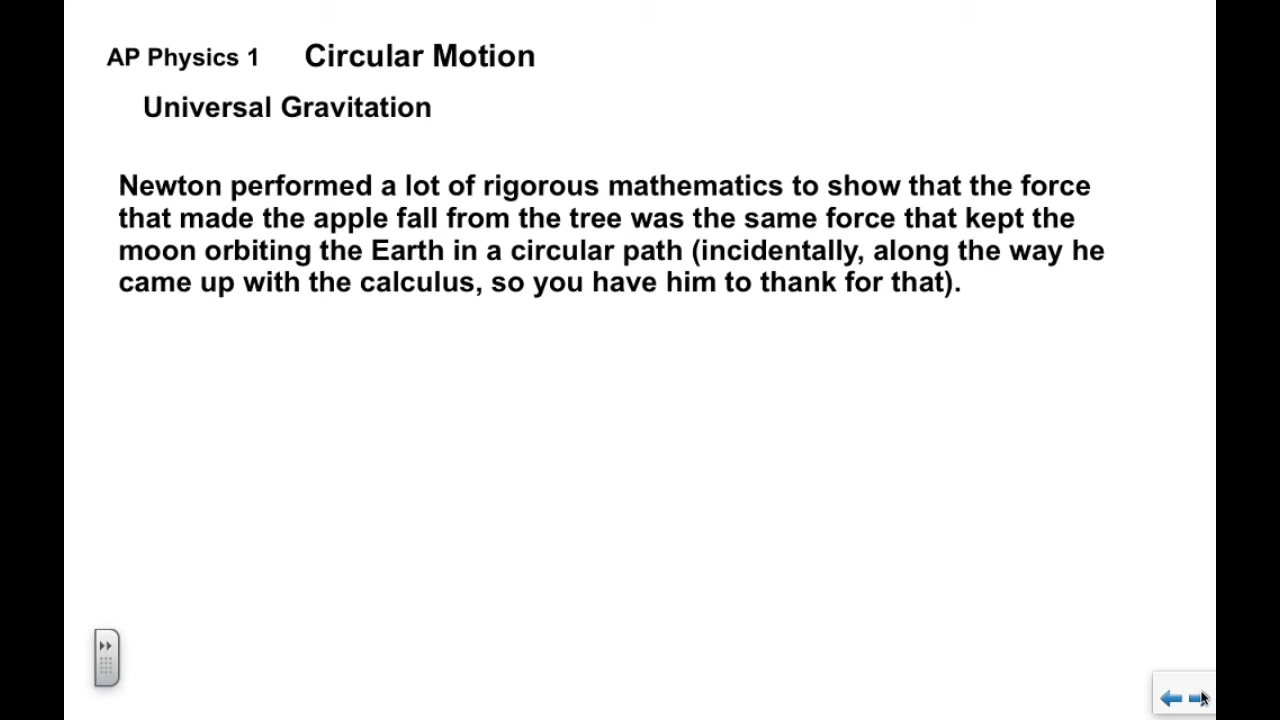 AP Physics 1 Circular Motion
Universal Gravitation
Newton performed a lot of rigorous mathematics to show that the force
that made the apple fall from the tree was the same force that kept the
moon orbiting the Earth in a circular path (incidentally, along the way he
came up with the calculus, so you have him to thank for that).